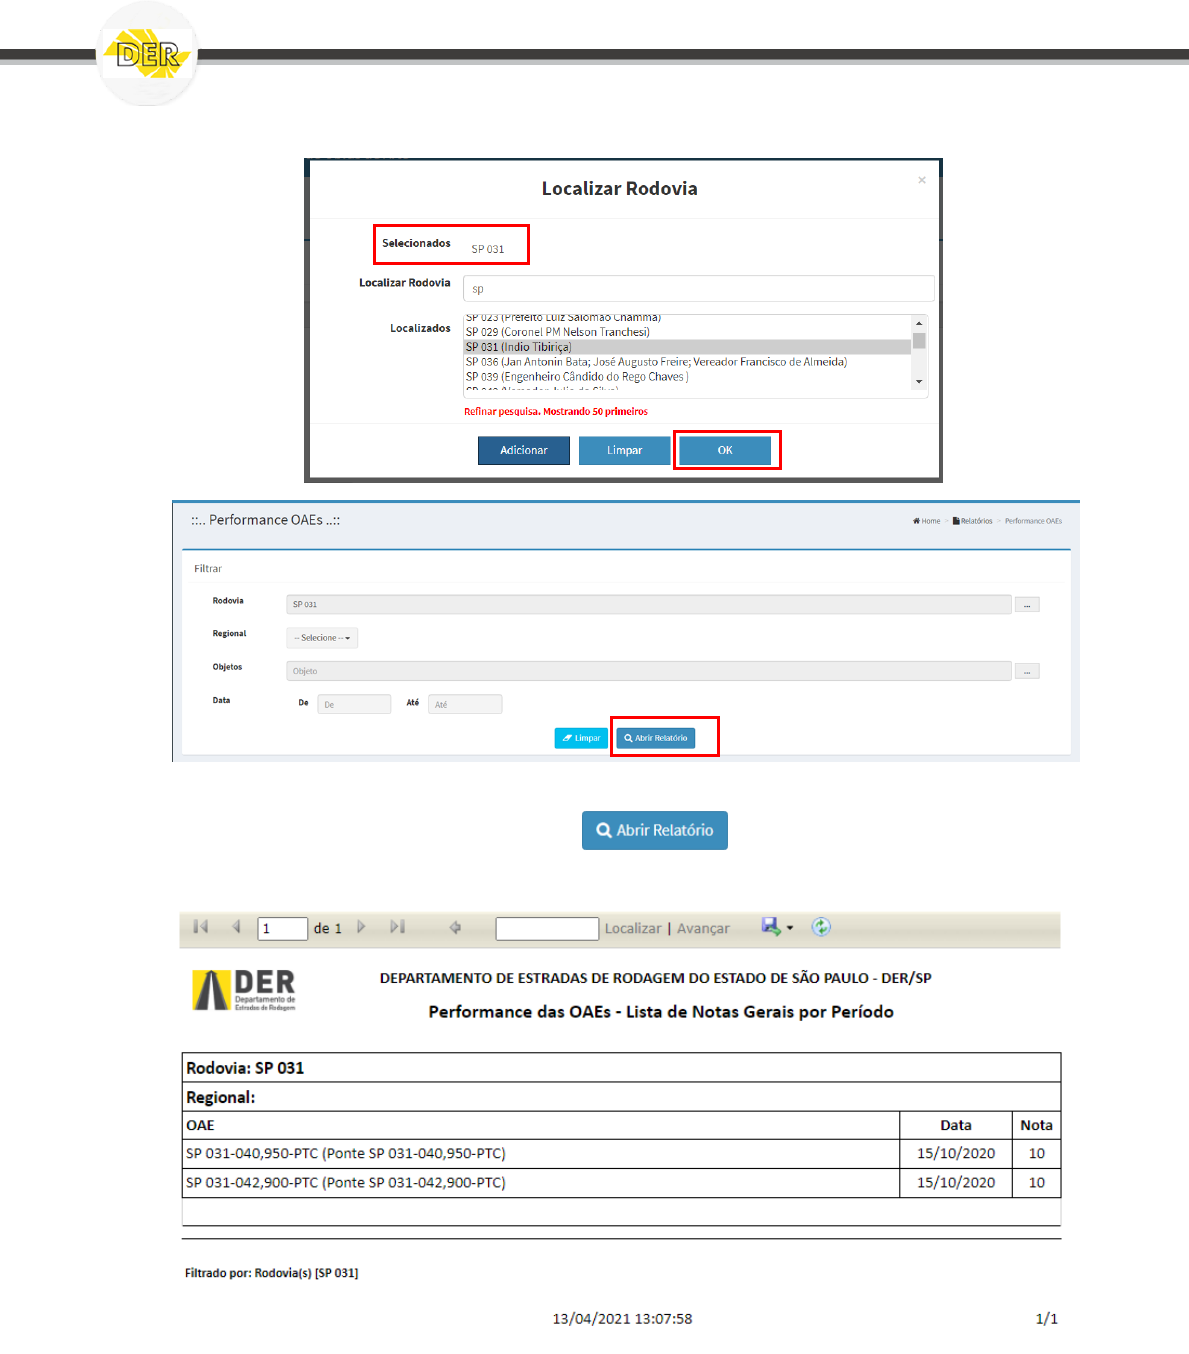 DER
Localizar Rodovia
×
Selecionados SP 031
Localizar Rodovia sp
Localizados
SP 023 (Prefeito Luiz Salomão Chamma)
SP 029 (Coronel PM Nelson Tranchesi)
SP 031 (Indio Tibiriça)
SP 036 (Jan Antonin Bata; José Augusto Freire; Vereador Francisco de Almeida)
SP 039 (Engenheiro Cândido do Rego Chaves )
Refinar pesquisa. Mostrando 50 primeiros
Adicionar Limpar OK
::.. Performance OAEs ..::
Home > Relatórios > Performance OAEs
Filtrar
Rodovia SP 031 ...
Regional -- Selecione --
Objetos Objeto ...
Data De De Até Até
Limpar Abrir Relatório
Abrir Relatório
1 de 1 Localizar | Avançar
DER
Departamento de
Estradas de Rodagem
DEPARTAMENTO DE ESTRADAS DE RODAGEM DO ESTADO DE SÃO PAULO - DER/SP
Performance das OAEs - Lista de Notas Gerais por Período
Rodovia: SP 031
Regional:
OAE Data Nota
SP 031-040,950-PTC (Ponte SP 031-040,950-PTC) 15/10/2020 10
SP 031-042,900-PTC (Ponte SP 031-042,900-PTC) 15/10/2020 10
Filtrado por: Rodovia(s) [SP 031]
13/04/2021 13:07:58 1/1